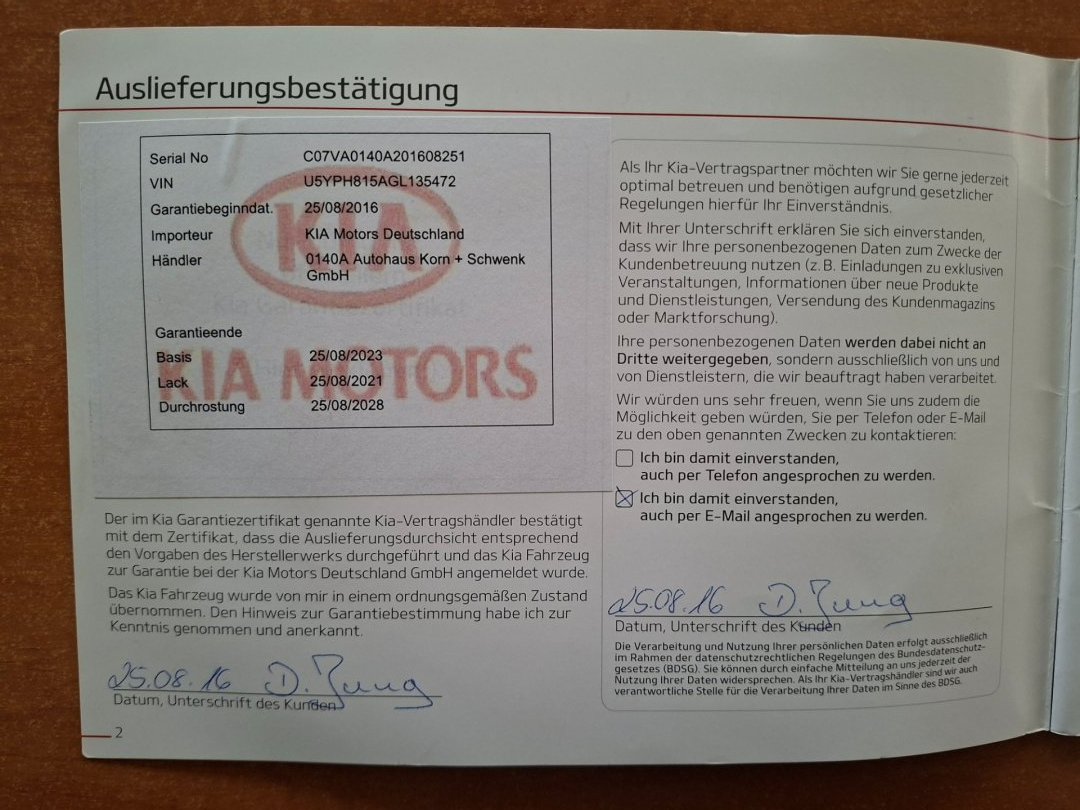 Auslieferungsbestätigung
Serial No C07VA0140A201608251
VIN U5YPH815AGL135472
Garantiebeginndat. 25/08/2016
Importeur KIA Motors Deutschland
Händler 0140A Autohaus Korn + Schwenk
GmbH
KIA
Garantieende
Basis 25/08/2023
Lack 25/08/2021
Durchrostung 25/08/2028
KIA MOTORS
Der im Kia Garantiezertifikat genannte Kia-Vertragshändler bestätigt
mit dem Zertifikat, dass die Auslieferungsdurchsicht entsprechend
den Vorgaben des Herstellerwerks durchgeführt und das Kia Fahrzeug
zur Garantie bei der Kia Motors Deutschland GmbH angemeldet wurde.
Das Kia Fahrzeug wurde von mir in einem ordnungsgemäßen Zustand
übernommen. Den Hinweis zur Garantiebestimmung habe ich zur
Kenntnis genommen und anerkannt.
25.08.16 D. Jung
Datum, Unterschrift des Kunden
2
Als Ihr Kia-Vertragspartner möchten wir Sie gerne jederzeit
optimal betreuen und benötigen aufgrund gesetzlicher
Regelungen hierfür Ihr Einverständnis.
Mit Ihrer Unterschrift erklären Sie sich einverstanden,
dass wir Ihre personenbezogenen Daten zum Zwecke der
Kundenbetreuung nutzen (z. B. Einladungen zu exklusiven
Veranstaltungen, Informationen über neue Produkte
und Dienstleistungen, Versendung des Kundenmagazins
oder Marktforschung).
Ihre personenbezogenen Daten werden dabei nicht an
Dritte weitergegeben, sondern ausschließlich von uns und
von Dienstleistern, die wir beauftragt haben verarbeitet.
Wir würden uns sehr freuen, wenn Sie uns zudem die
Möglichkeit geben würden, Sie per Telefon oder E-Mail
zu den oben genannten Zwecken zu kontaktieren:
Ich bin damit einverstanden,
auch per Telefon angesprochen zu werden.
Ich bin damit einverstanden,
auch per E-Mail angesprochen zu werden.
25.08.16 D. Jung
Datum, Unterschrift des Kunden
Die Verarbeitung und Nutzung Ihrer persönlichen Daten erfolgt ausschließlich
im Rahmen der datenschutzrechtlichen Regelungen des Bundesdatenschutz-
gesetzes (BDSG). Sie können durch einfache Mitteilung an uns jederzeit der
Nutzung Ihrer Daten widersprechen. Als Ihr Kia-Vertragshändler sind wir auch
verantwortliche Stelle für die Verarbeitung Ihrer Daten im Sinne des BDSG.